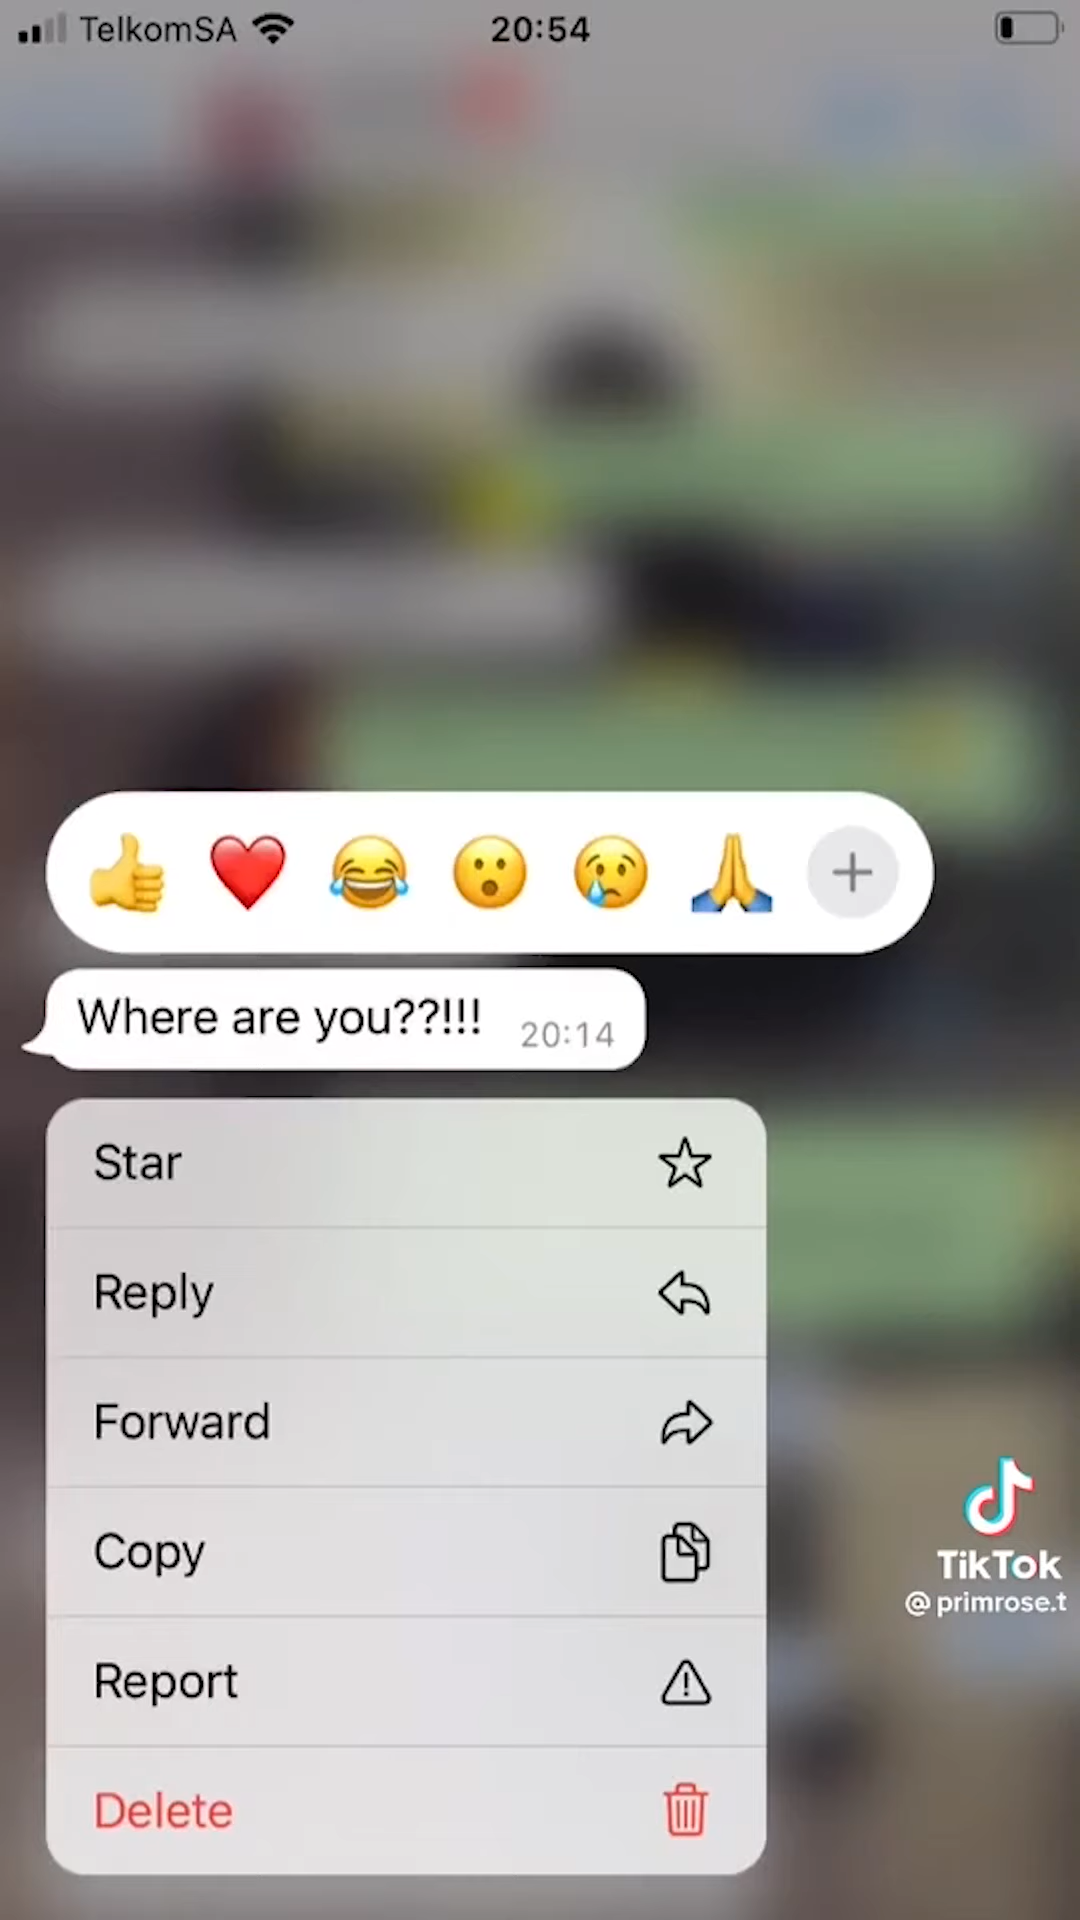 TelkomSA 20:54
Where are you??!!! 20:14
Star
Reply
Forward
Copy
Report
Delete
TikTok
@primrose.t